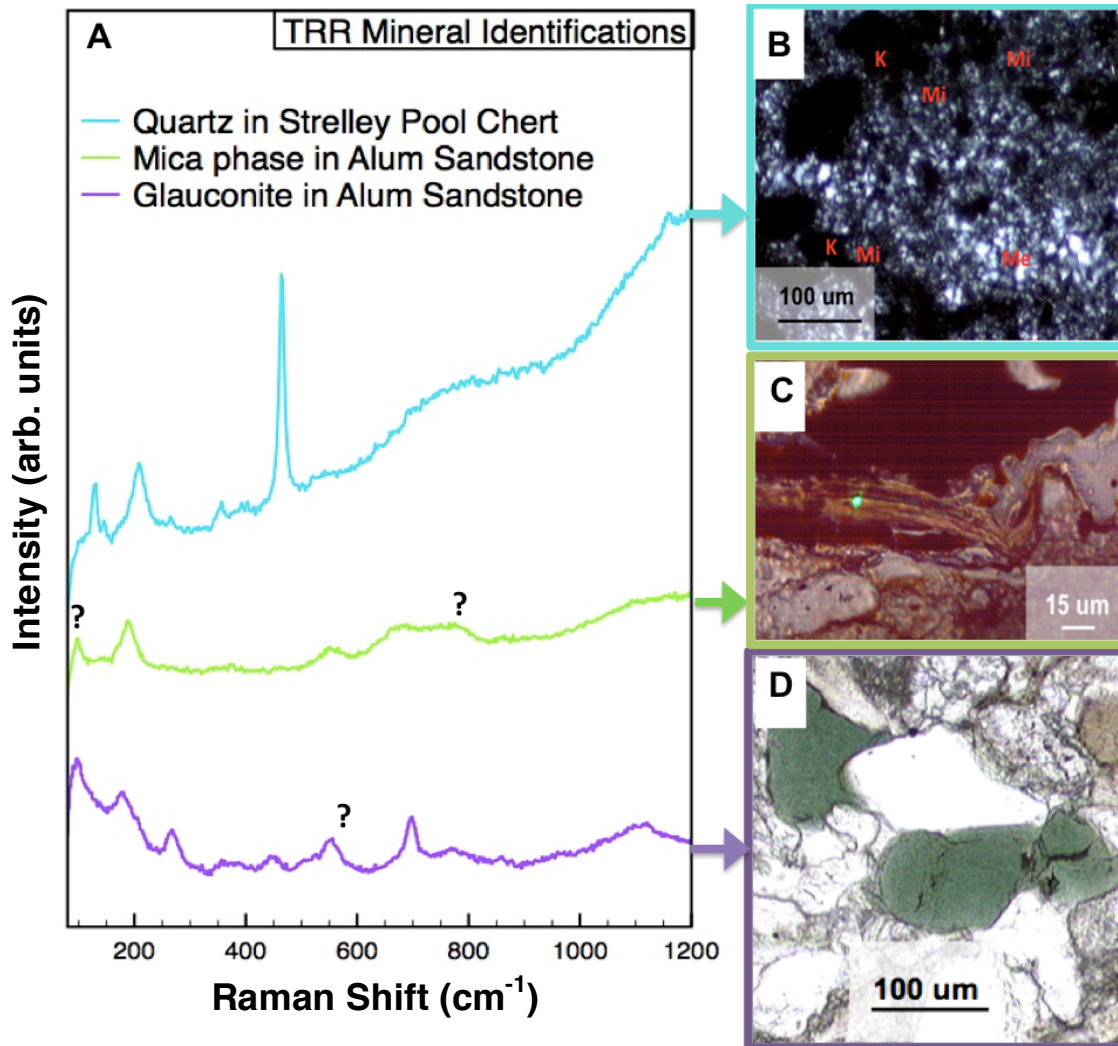 A
TRR Mineral Identifications
Quartz in Strelley Pool Chert
Mica phase in Alum Sandstone
Glauconite in Alum Sandstone
?
?
?
Intensity (arb. units)
200 400 600 800 1000 1200
Raman Shift (cm⁻¹)
B
K
Mi
Mi
K
Mi
Me
100 um
C
15 um
D
100 um